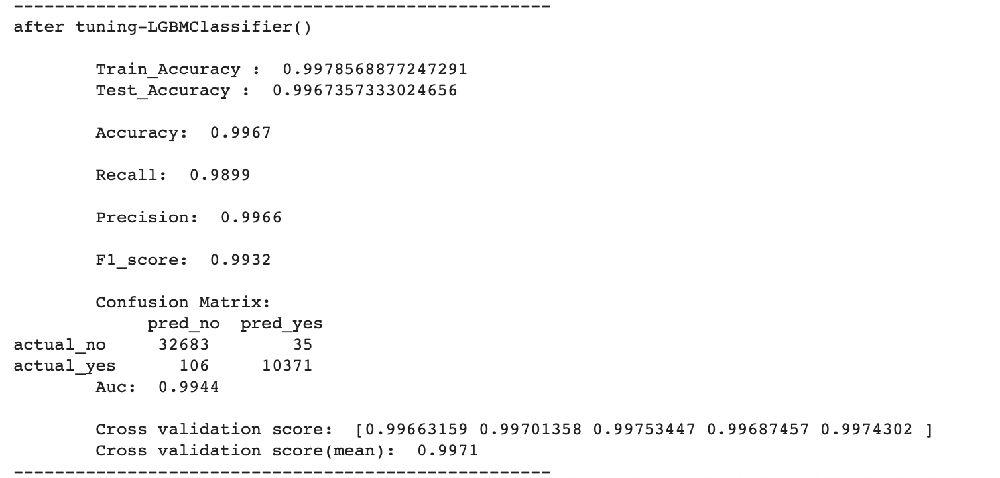 -----------------------------------------------------
after tuning-LGBMClassifier()
Train_Accuracy :  0.9978568877247291
Test_Accuracy :  0.9967357333024656
Accuracy:  0.9967
Recall:  0.9899
Precision:  0.9966
F1_score:  0.9932
Confusion Matrix:
pred_no  pred_yes
actual_no     32683        35
actual_yes      106     10371
Auc:  0.9944
Cross validation score:  [0.99663159 0.99701358 0.99753447 0.99687457 0.9974302 ]
Cross validation score(mean):  0.9971
-----------------------------------------------------